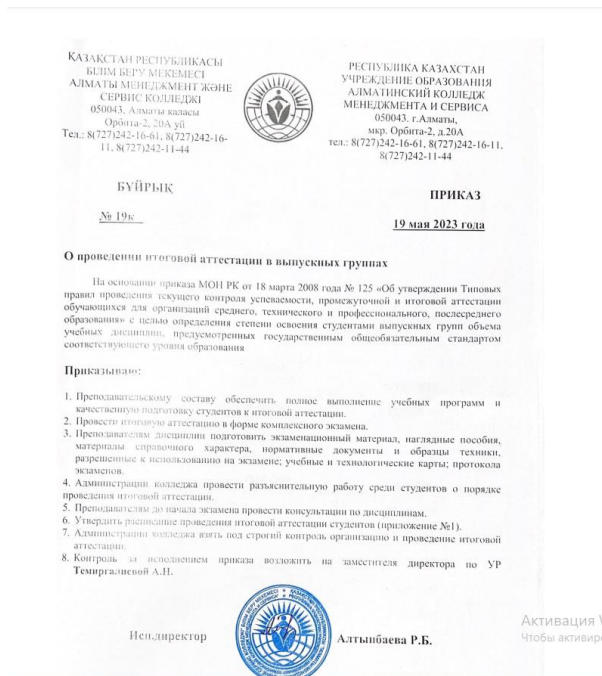 ҚАЗАҚСТАН РЕСПУБЛИКАСЫ
БІЛІМ БЕРУ МЕКЕМЕСІ
АЛМАТЫ МЕНЕДЖМЕНТ ЖӘНЕ
СЕРВИС КОЛЛЕДЖІ
050043. Алматы каласы
Орбита-2, 20А үй
Тел.: 8(727)242-16-61, 8(727)242-16-
11, 8(727)242-11-44
РЕСПУБЛИКА КАЗАХСТАН
УЧРЕЖДЕНИЕ ОБРАЗОВАНИЯ
АЛМАТИНСКИЙ КОЛЛЕДЖ
МЕНЕДЖМЕНТА И СЕРВИСА
050043. г.Алматы,
мкр. Орбита-2, д.20А
тел.: 8(727)242-16-61, 8(727)242-16-11,
8(727)242-11-44
БҰЙРЫҚ
ПРИКАЗ
№ 19к
19 мая 2023 года
О проведении итоговой аттестации в выпускных группах
На основании приказа МОН РК от 18 марта 2008 года № 125 «Об утверждении Типовых
правил проведения текущего контроля успеваемости, промежуточной и итоговой аттестации
обучающихся для организаций среднего, технического и профессионального, послесреднего
образования» с целью определения степени освоения студентами выпускных групп объема
учебных дисциплин, предусмотренных государственным общеобязательным стандартом
соответствующего уровня образования
Приказываю:
1. Преподавательскому составу обеспечить полное выполнение учебных программ и
качественную подготовку студентов к итоговой аттестации.
2. Провести итоговую аттестацию в форме комплексного экзамена.
3. Преподавателям дисциплин подготовить экзаменационный материал, наглядные пособия,
материалы справочного характера, нормативные документы и образцы техники,
разрешенные к использованию на экзамене; учебные и технологические карты; протокола
экзаменов.
4. Администрации колледжа провести разъяснительную работу среди студентов о порядке
проведения итоговой аттестации.
5. Преподавателям до начала экзамена провести консультации по дисциплинам.
6. Утвердить расписание проведения итоговой аттестации студентов (приложение №1).
7. Администрации колледжа взять под строгий контроль организацию и проведение итоговой
аттестации.
8. Контроль за исполнением приказа возложить на заместителя директора по УР
Темиргалиевой А.Н.
Исп.директор
Алтынбаева Р.Б.
Активация
Чтобы активир